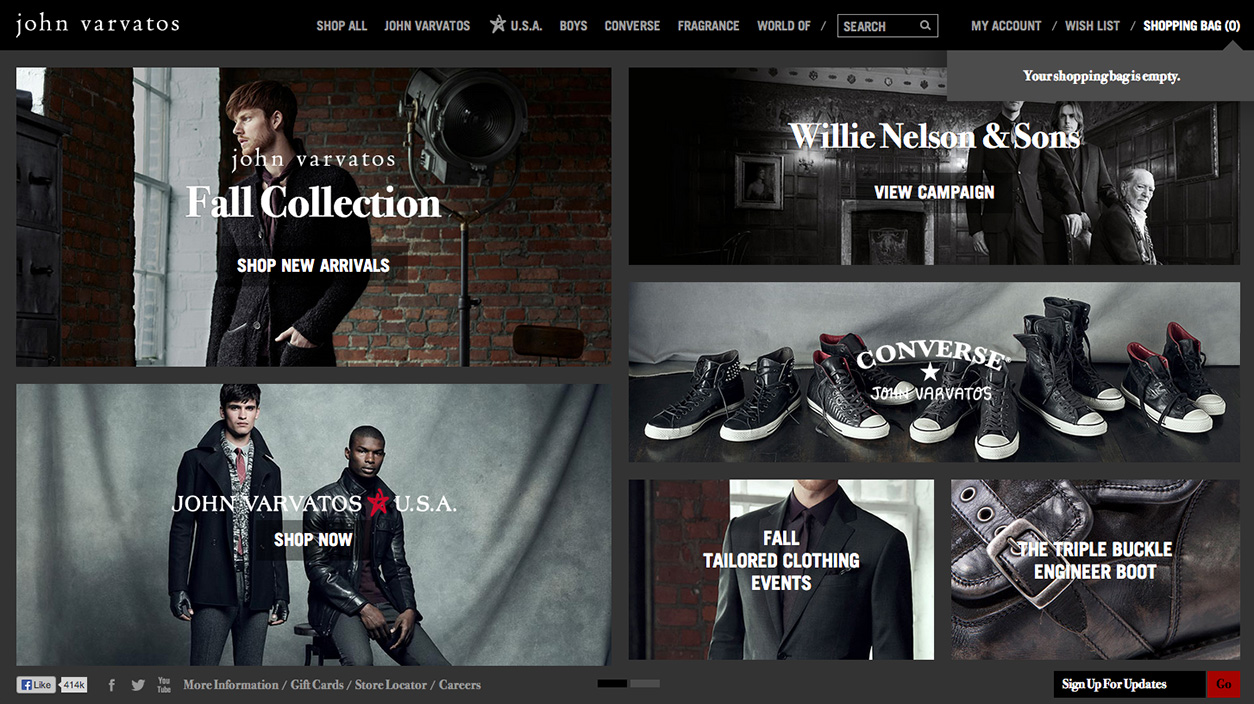 john varvatos
SHOP ALL JOHN VARVATOS U.S.A. BOYS CONVERSE FRAGRANCE WORLD OF / SEARCH MY ACCOUNT / WISH LIST / SHOPPING BAG (0)
Your shopping bag is empty.
john varvatos
Fall Collection
SHOP NEW ARRIVALS
Willie Nelson & Sons
VIEW CAMPAIGN
CONVERSE®
JOHN VARVATOS
JOHN VARVATOS U.S.A.
SHOP NOW
FALL
TAILORED CLOTHING
EVENTS
THE TRIPLE BUCKLE
ENGINEER BOOT
Like 414k You Tube More Information / Gift Cards / Store Locator / Careers
Sign Up For Updates Go